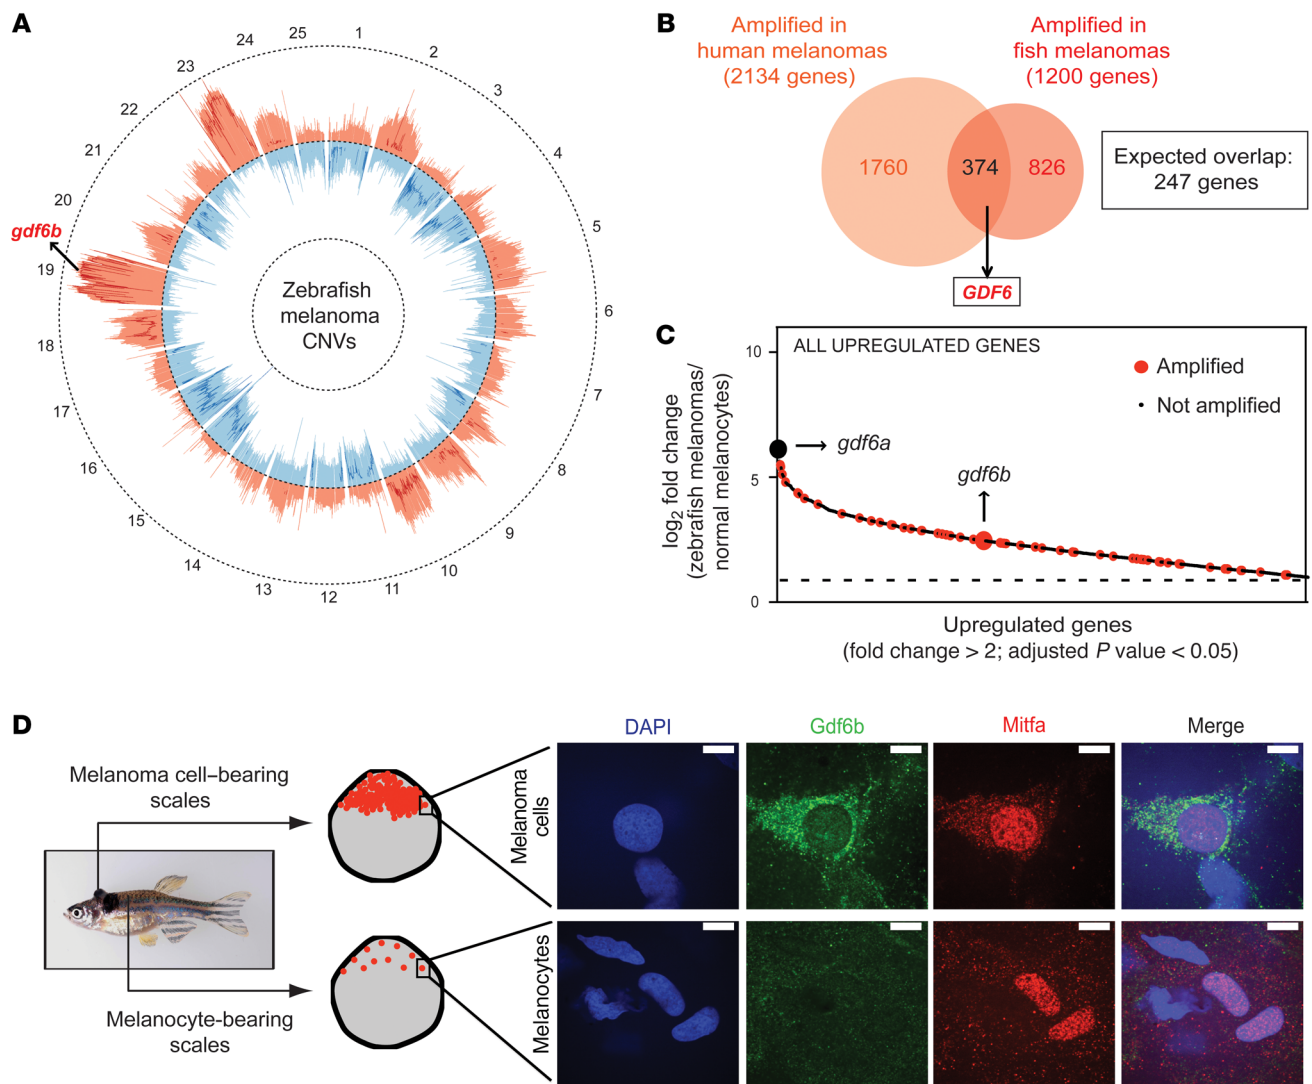 A
1
2
3
4
5
6
7
8
9
10
11
12
13
14
15
16
17
18
19
20
21
22
23
24
25
gdf6b
Zebrafish
melanoma
CNVs
B
Amplified in
human melanomas
(2134 genes)
Amplified in
fish melanomas
(1200 genes)
1760
374
826
Expected overlap:
247 genes
GDF6
C
ALL UPREGULATED GENES
Amplified
Not amplified
gdf6a
gdf6b
10
5
0
log2 fold change
(zebrafish melanomas/
normal melanocytes)
Upregulated genes
(fold change > 2; adjusted P value < 0.05)
D
Melanoma cell–bearing
scales
Melanocyte-bearing
scales
DAPI
Gdf6b
Mitfa
Merge
Melanoma
cells
Melanocytes